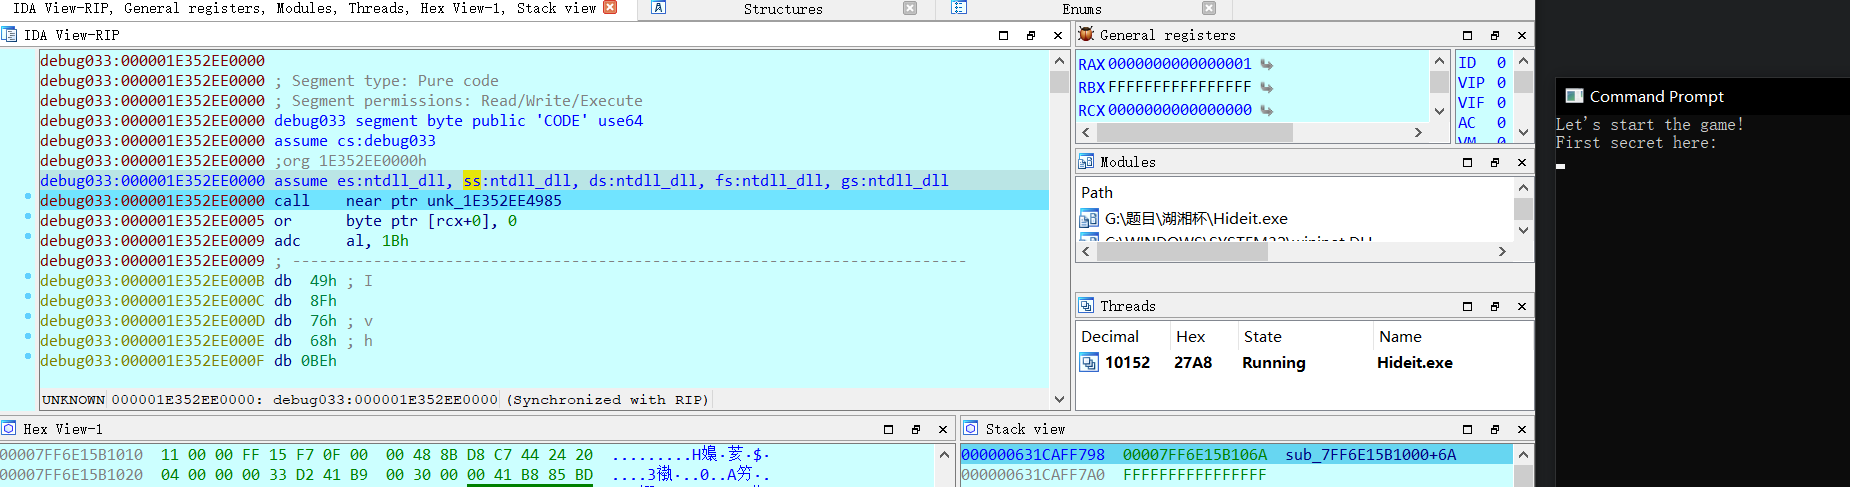 IDA View-RIP, General registers, Modules, Threads, Hex View-1, Stack view
Structures
Enums
IDA View-RIP
debug033:000001E352EE0000
debug033:000001E352EE0000 ; Segment type: Pure code
debug033:000001E352EE0000 ; Segment permissions: Read/Write/Execute
debug033:000001E352EE0000 debug033 segment byte public 'CODE' use64
debug033:000001E352EE0000 assume cs:debug033
debug033:000001E352EE0000 ;org 1E352EE0000h
debug033:000001E352EE0000 assume es:ntdll_dll, ss:ntdll_dll, ds:ntdll_dll, fs:ntdll_dll, gs:ntdll_dll
debug033:000001E352EE0000 call near ptr unk_1E352EE4985
debug033:000001E352EE0005 or byte ptr [rcx+0], 0
debug033:000001E352EE0009 adc al, 1Bh
debug033:000001E352EE0009 ; ---------------------------------------------------------------------------
debug033:000001E352EE000B db 49h ; I
debug033:000001E352EE000C db 8Fh
debug033:000001E352EE000D db 76h ; v
debug033:000001E352EE000E db 68h ; h
debug033:000001E352EE000F db 0BEh
UNKNOWN 000001E352EE0000: debug033:000001E352EE0000 (Synchronized with RIP)
General registers
RAX 0000000000000001
RBX FFFFFFFFFFFFFFFF
RCX 0000000000000000
ID 0
VIP 0
VIF 0
AC 0
VM 0
Modules
Path
G:\题目\湖湘杯\Hideit.exe
C:\WINDOWS\SYSTEM32\wininet.DLL
Threads
Decimal Hex State Name
10152 27A8 Running Hideit.exe
Hex View-1
00007FF6E15B1010 11 00 00 FF 15 F7 0F 00 00 48 8B D8 C7 44 24 20
00007FF6E15B1020 04 00 00 00 33 D2 41 B9 00 30 00 00 41 B8 85 BD
Stack view
000000631CAFF798 00007FF6E15B106A sub_7FF6E15B1000+6A
000000631CAFF7A0 FFFFFFFFFFFFFFFF
Command Prompt
Let's start the game!
First secret here: